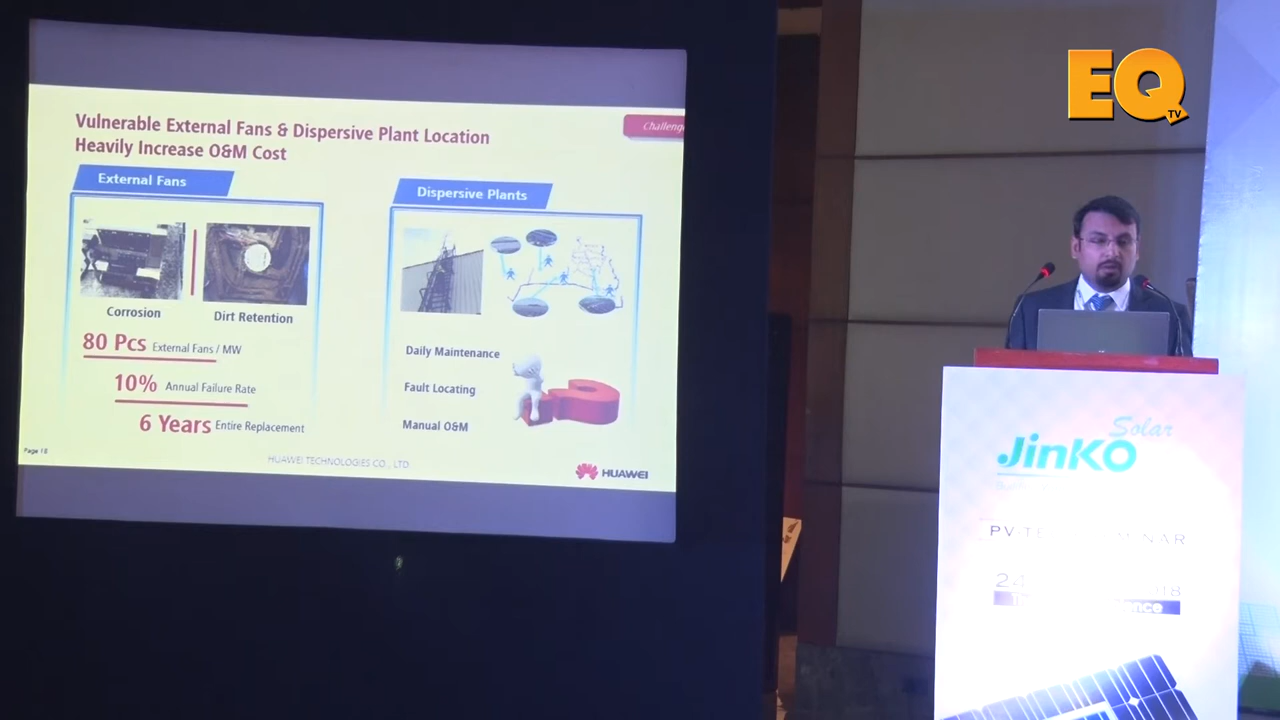 Vulnerable External Fans & Dispersive Plant Location
Heavily Increase O&M Cost
External Fans
Corrosion
Dirt Retention
80 Pcs External Fans / MW
10% Annual Failure Rate
6 Years Entire Replacement
Dispersive Plants
Daily Maintenance
Fault Locating
Manual O&M
HUAWEI TECHNOLOGIES CO., LTD.
HUAWEI
EQ
TV
Solar
JinKO
PV